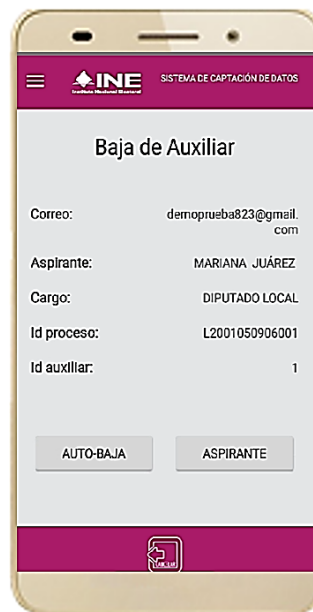 INE
Instituto Nacional Electoral
SISTEMA DE CAPTACIÓN DE DATOS
Baja de Auxiliar
Correo: demoprueba823@gmail.
com
Aspirante: MARIANA JUÁREZ
Cargo: DIPUTADO LOCAL
Id proceso: L2001050906001
Id auxiliar: 1
AUTO-BAJA ASPIRANTE